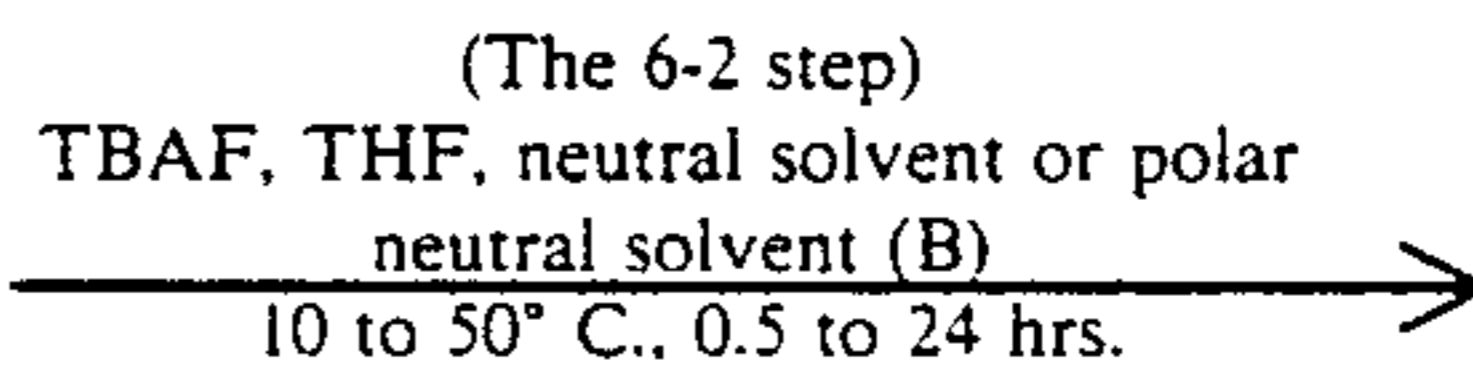 (The 6-2 step)
TBAF, THF, neutral solvent or polar
neutral solvent (B)
10 to 50° C., 0.5 to 24 hrs.